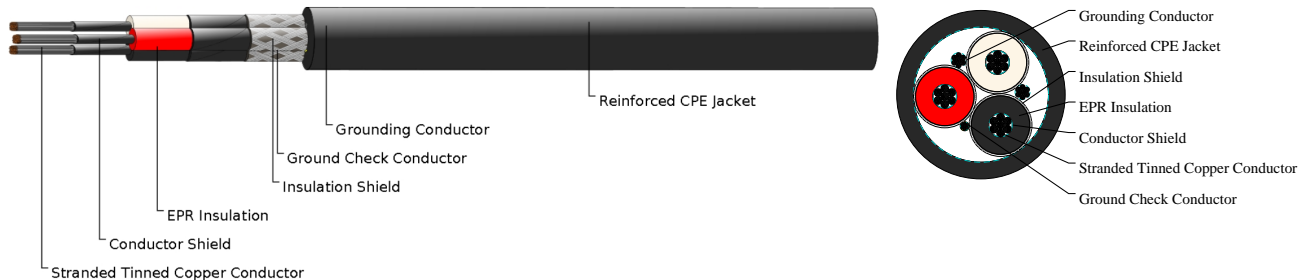 Reinforced CPE Jacket
Grounding Conductor
Ground Check Conductor
Insulation Shield
EPR Insulation
Conductor Shield
Stranded Tinned Copper Conductor
Grounding Conductor
Reinforced CPE Jacket
Insulation Shield
EPR Insulation
Conductor Shield
Stranded Tinned Copper Conductor
Ground Check Conductor